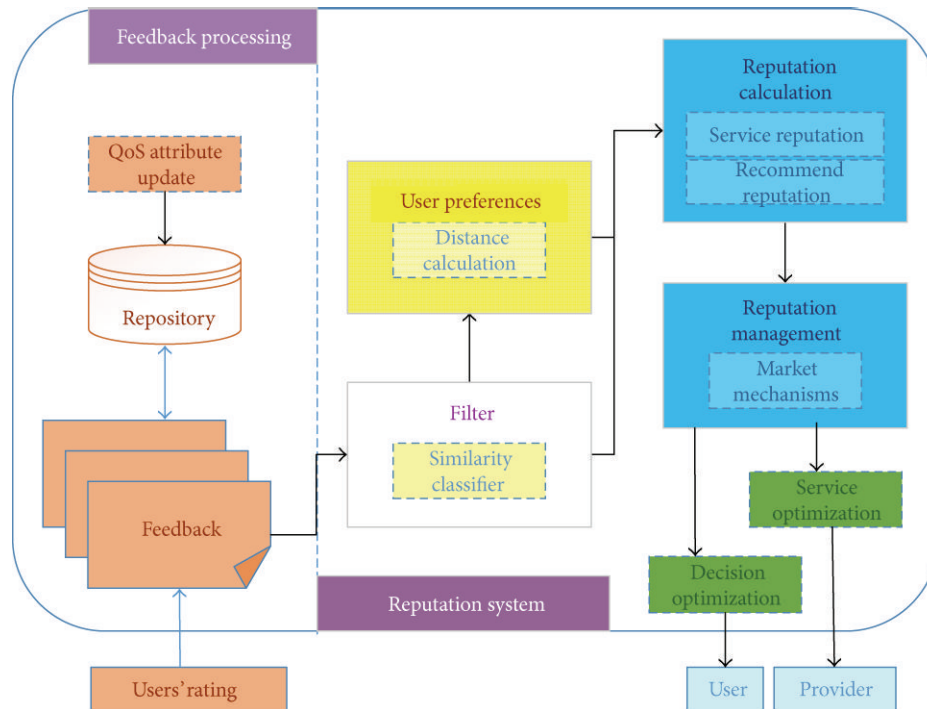 Feedback processing
QoS attribute
update
Repository
Feedback
Users' rating
User preferences
Distance
calculation
Filter
Similarity
classifier
Reputation system
Reputation
calculation
Service reputation
Recommend
reputation
Reputation
management
Market
mechanisms
Service
optimization
Decision
optimization
User
Provider